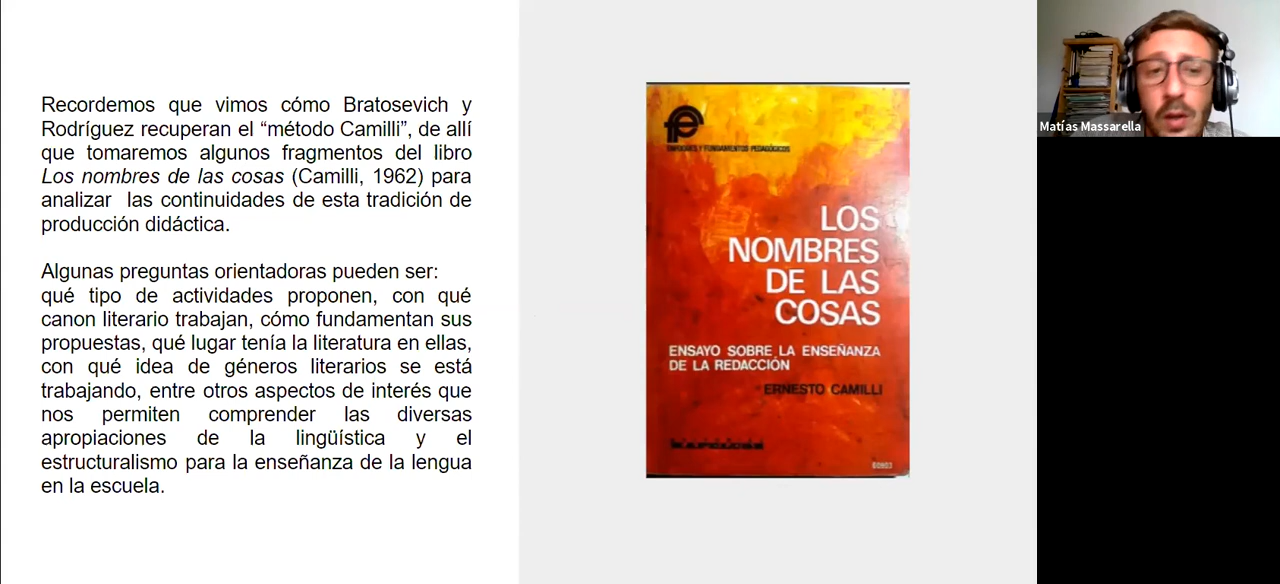 Recordemos que vimos cómo Bratosevich y
Rodríguez recuperan el “método Camilli”, de allí
que tomaremos algunos fragmentos del libro
Los nombres de las cosas (Camilli, 1962) para
analizar las continuidades de esta tradición de
producción didáctica.
Algunas preguntas orientadoras pueden ser:
qué tipo de actividades proponen, con qué
canon literario trabajan, cómo fundamentan sus
propuestas, qué lugar tenía la literatura en ellas,
con qué idea de géneros literarios se está
trabajando, entre otros aspectos de interés que
nos permiten comprender las diversas
apropiaciones de la lingüística y el
estructuralismo para la enseñanza de la lengua
en la escuela.
ENFOQUES Y FUNDAMENTOS PEDAGÓGICOS
LOS
NOMBRES
DE LAS
COSAS
ENSAYO SOBRE LA ENSEÑANZA
DE LA REDACCIÓN
ERNESTO CAMILLI
Matías Massarella